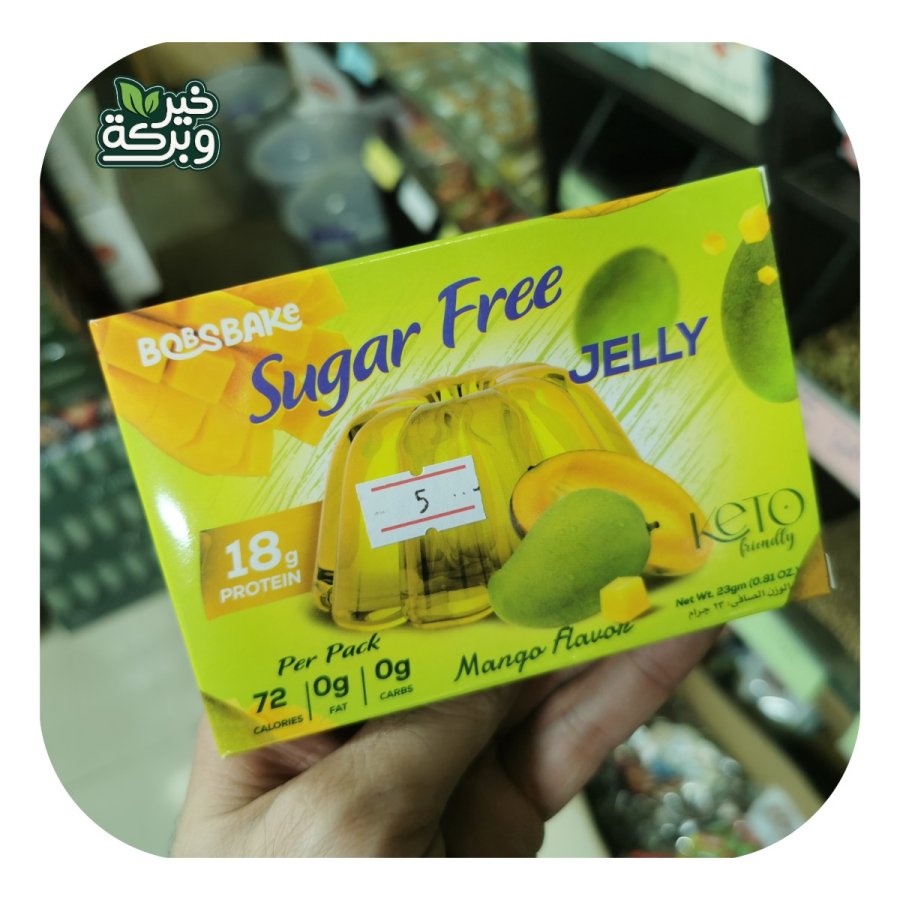 خير
وبركة
BOBSBAKE
Sugar Free
JELLY
5
18g
PROTEIN
KETO
friendly
Net Wt. 23gm (0.81 OZ.)
الوزن الصافي: ٢٣ جرام
Per Pack
72
CALORIES
0g
FAT
0g
CARBS
Mango Flavor